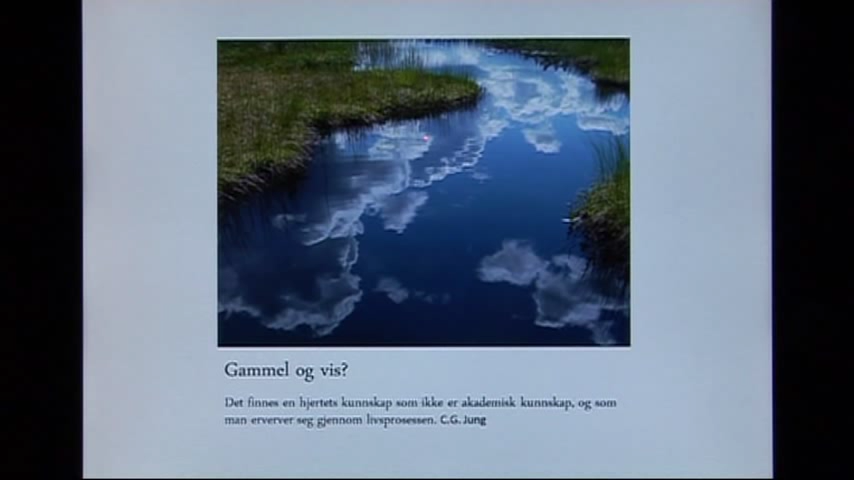 Gammel og vis?
Det finnes en hjertets kunnskap som ikke er akademisk kunnskap, og som
man erverver seg gjennom livsprosessen. C.G. Jung